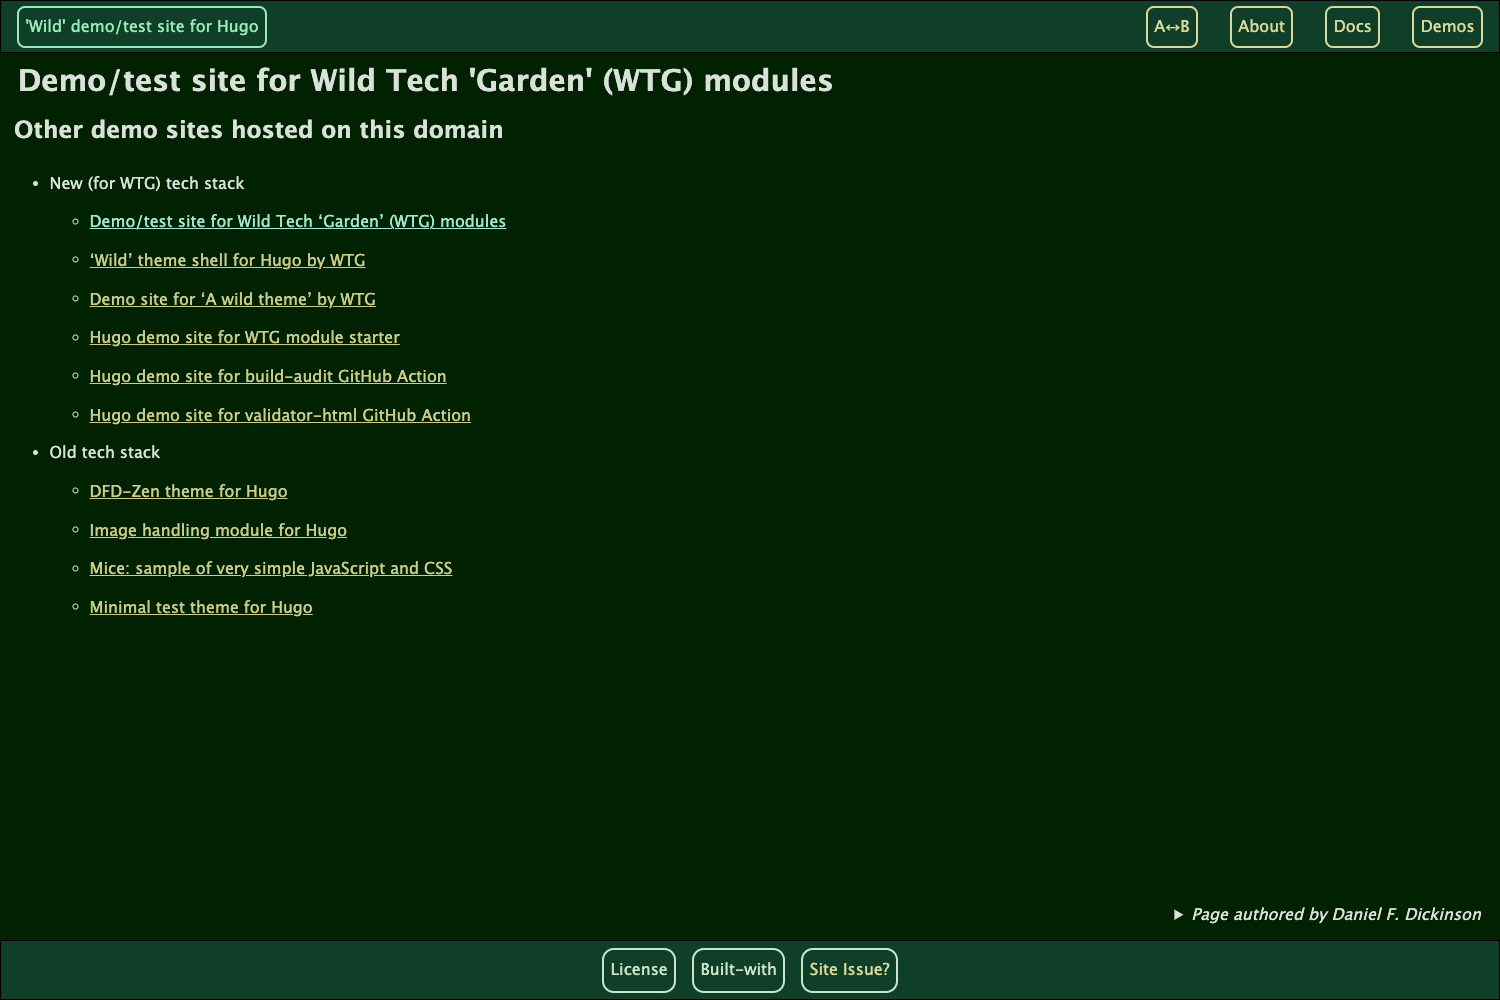 'Wild' demo/test site for Hugo
A↔B
About
Docs
Demos
Demo/test site for Wild Tech 'Garden' (WTG) modules
Other demo sites hosted on this domain
New (for WTG) tech stack
Demo/test site for Wild Tech ‘Garden’ (WTG) modules
‘Wild’ theme shell for Hugo by WTG
Demo site for ‘A wild theme’ by WTG
Hugo demo site for WTG module starter
Hugo demo site for build-audit GitHub Action
Hugo demo site for validator-html GitHub Action
Old tech stack
DFD-Zen theme for Hugo
Image handling module for Hugo
Mice: sample of very simple JavaScript and CSS
Minimal test theme for Hugo
Page authored by Daniel F. Dickinson
License
Built-with
Site Issue?